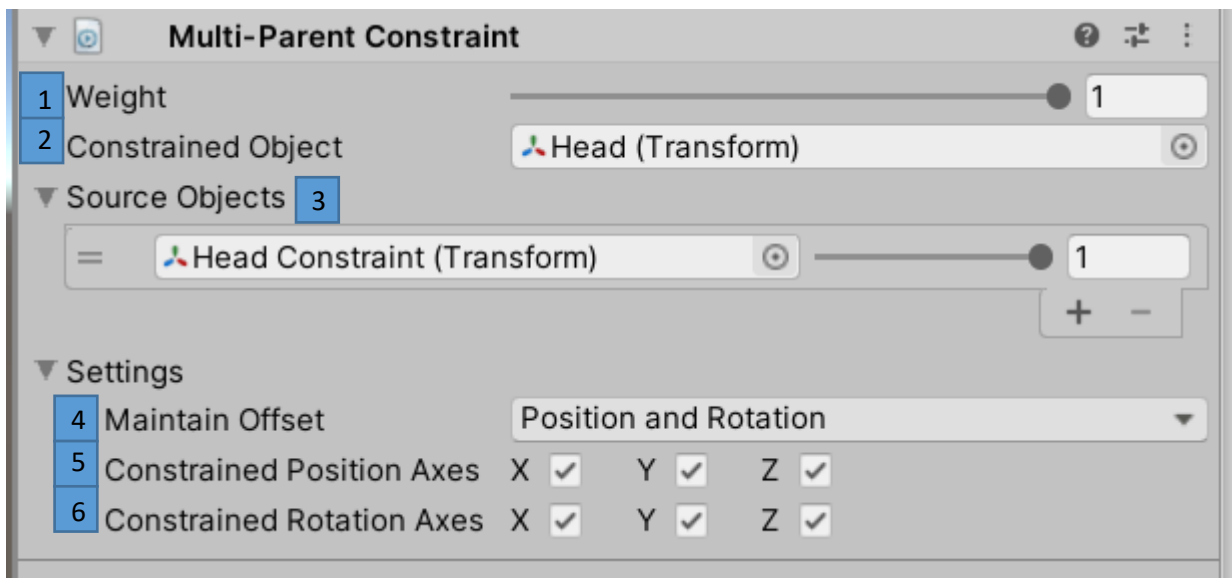 Multi-Parent Constraint
1 Weight 1
2 Constrained Object Head (Transform)
Source Objects 3
Head Constraint (Transform) 1
Settings
4 Maintain Offset Position and Rotation
5 Constrained Position Axes X Y Z
6 Constrained Rotation Axes X Y Z